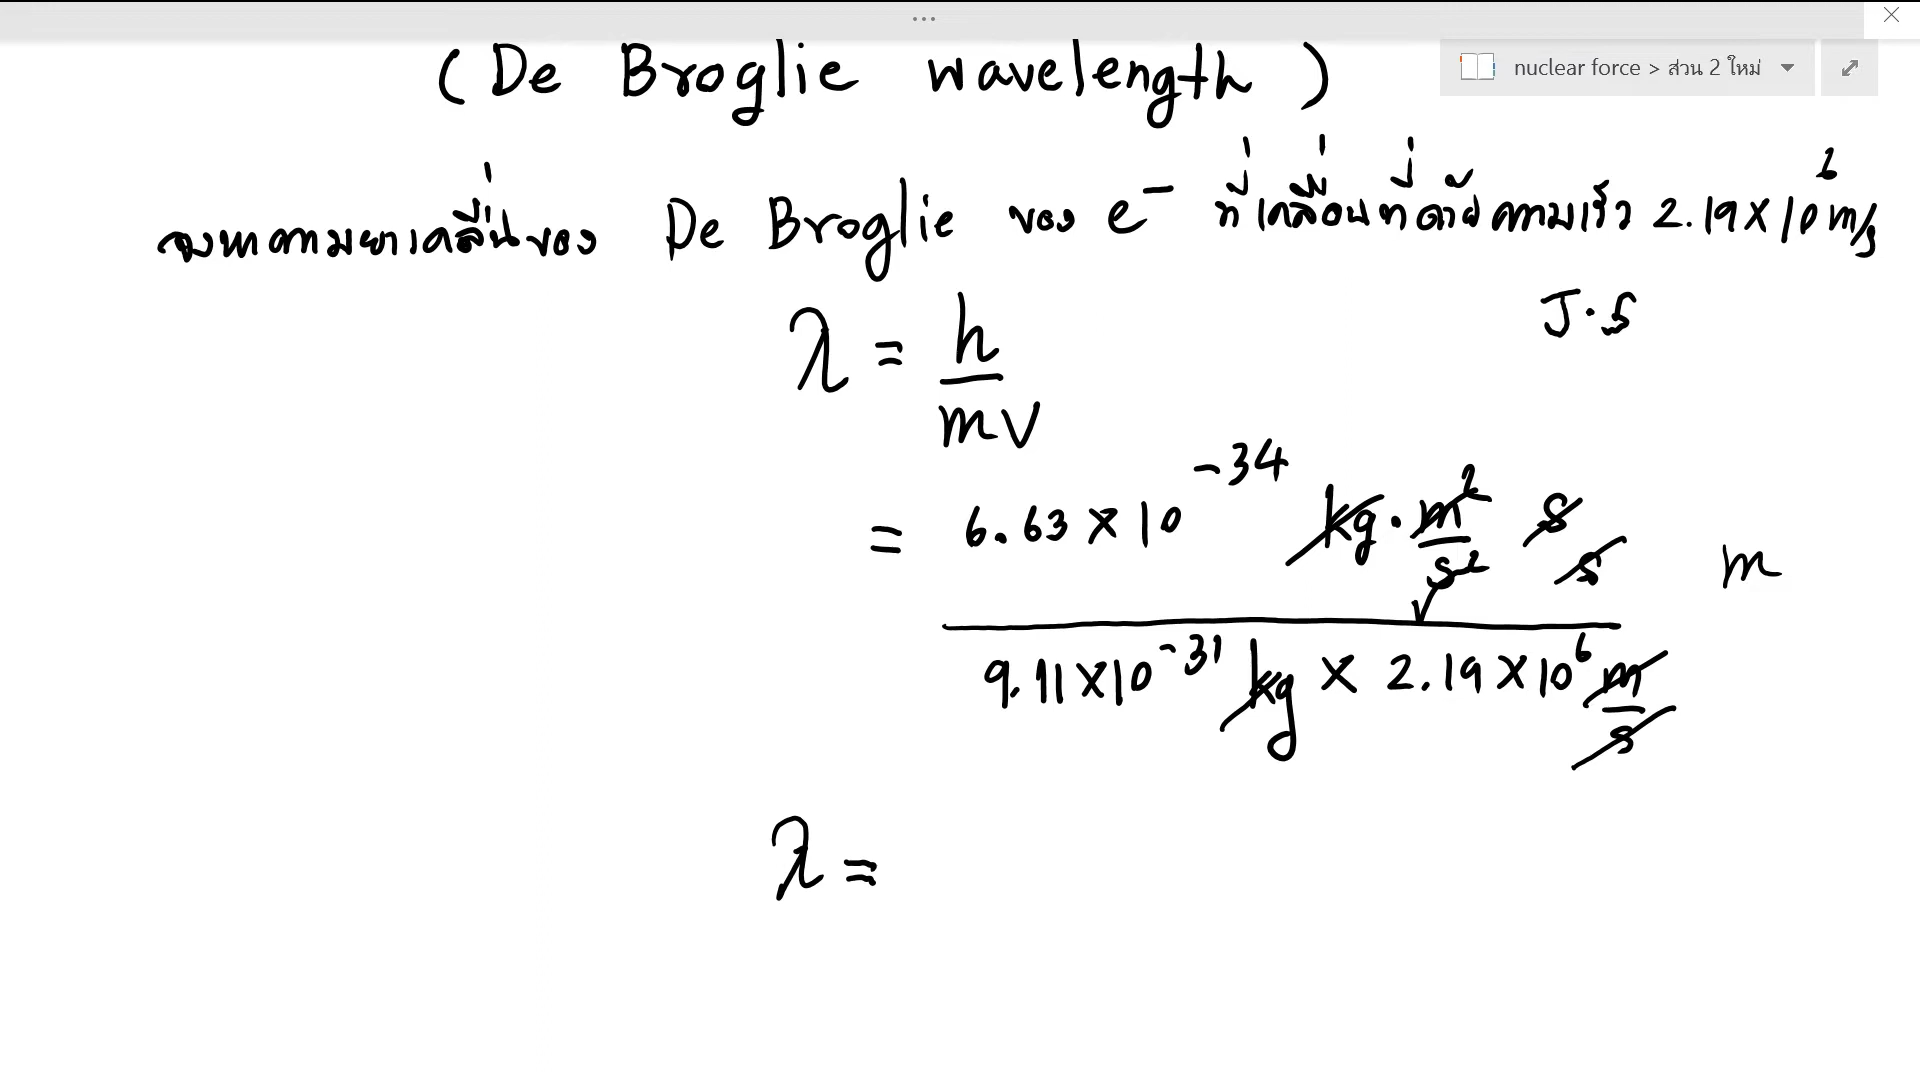 ...
nuclear force > ส่วน 2 ใหม่
( De Broglie wavelength )
จงหาความยาวคลื่นของ De Broglie ของ e⁻ ที่เคลื่อนที่ด้วยความเร็ว 2.19 × 10⁶ m/s
J·s
λ = h/mv
= 6.63 × 10⁻³⁴ kg · m²/s² s s m
9.11 × 10⁻³¹ kg × 2.19 × 10⁶ m/s
λ =